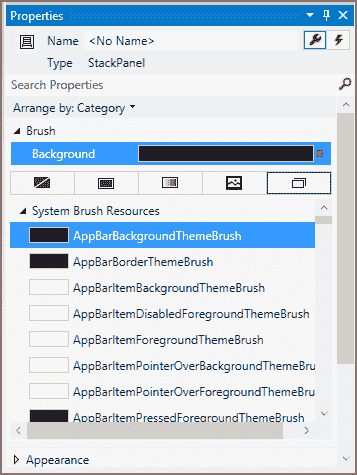 Properties
Name <No Name>
Type StackPanel
Search Properties
Arrange by: Category
Brush
Background
System Brush Resources
AppBarBackgroundThemeBrush
AppBarBorderThemeBrush
AppBarItemBackgroundThemeBrush
AppBarItemDisabledForegroundThemeBrush
AppBarItemForegroundThemeBrush
AppBarItemPointerOverBackgroundThemeBru
AppBarItemPointerOverForegroundThemeBru
AppBarItemPressedForegroundThemeBrush
Appearance